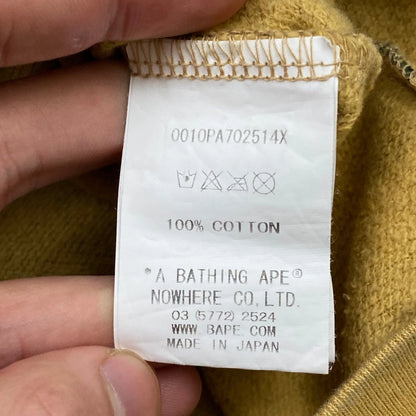 0010PA702514X
100% COTTON
"A BATHING APE®
NOWHERE CO,LTD.
03 (5772) 2524
WWW.BAPE.COM
MADE IN JAPAN